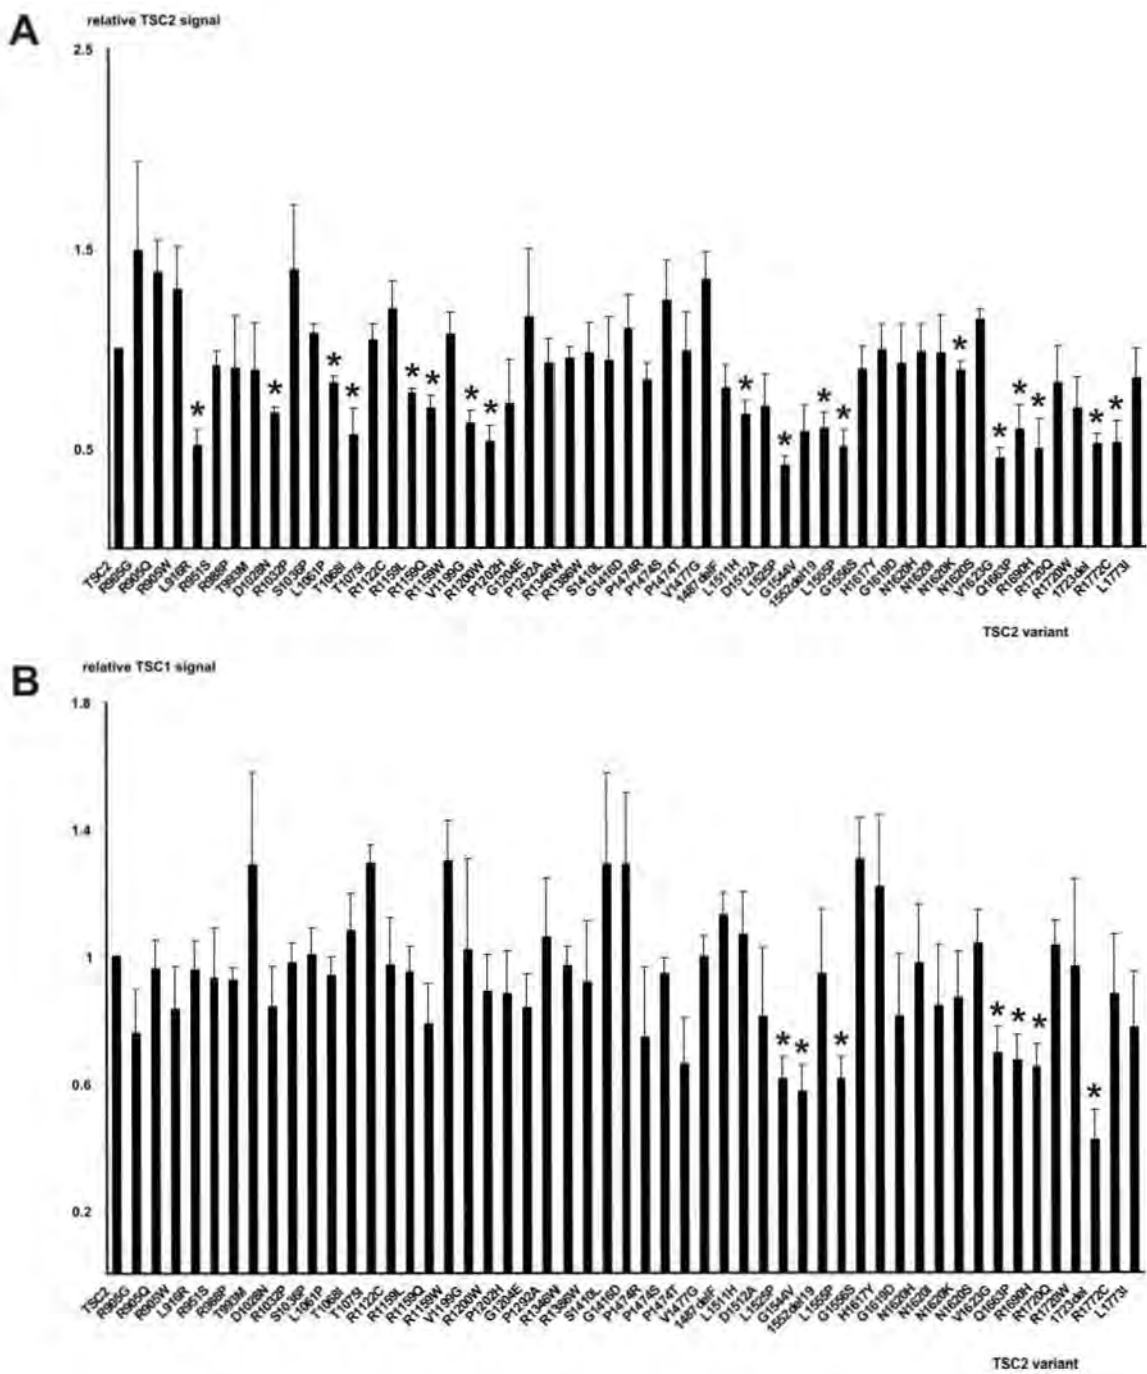 A
relative TSC2 signal
2.5
1.5
0.5
TSC2
R905G
R905Q
R905W
L916R
R951S
R988P
T993M
D1028N
R1032P
S1036P
L1061P
T1068I
T1075I
R1122C
R1159L
R1159Q
R1159W
V1199G
R1200W
P1202H
G1204E
P1292A
R1346W
R1386W
S1410L
G1416D
P1474R
P1474S
P1474T
V1477G
1487delF
L1511H
D1512A
L1525P
G1544V
1552del19
L1555P
G1556S
H1617Y
G1619D
N1620H
N1620I
N1620K
N1620S
V1623G
Q1663P
R1690H
R1720Q
R1720W
1723del
R1772C
L1773I
TSC2 variant
B
relative TSC1 signal
1.8
1.4
1
0.6
0.2
TSC2
R905G
R905Q
R905W
L916R
R951S
R988P
T993M
D1028N
R1032P
S1036P
L1061P
T1068I
T1075I
R1122C
R1159L
R1159Q
R1159W
V1199G
R1200W
P1202H
G1204E
P1292A
R1346W
R1386W
S1410L
G1416D
P1474R
P1474S
P1474T
V1477G
1487delF
L1511H
D1512A
L1525P
G1544V
1552del19
L1555P
G1556S
H1617Y
G1619D
N1620H
N1620I
N1620K
N1620S
V1623G
Q1663P
R1690H
R1720Q
R1720W
1723del
R1772C
L1773I
TSC2 variant